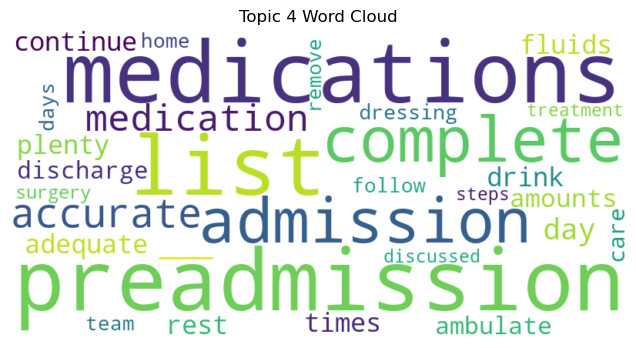 Topic 4 Word Cloud
continue home remove fluids
medications
days medication dressing treatment
plenty list complete
discharge follow drink
surgery steps amounts
accurate admission day care
adequate ____ discussed
preadmission
team rest times ambulate